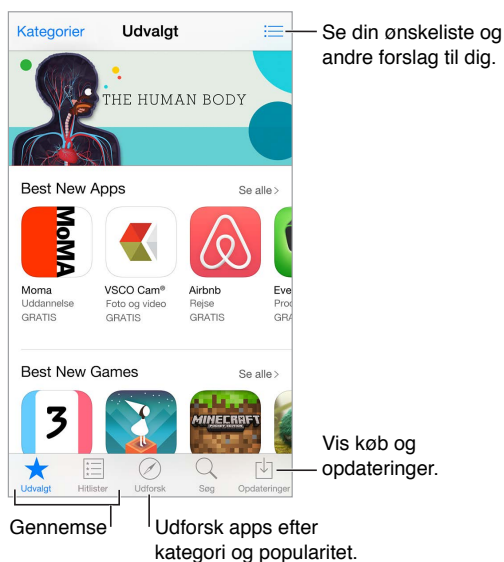 Kategorier Udvalgt
Se din ønskeliste og
andre forslag til dig.
THE HUMAN BODY
Best New Apps Se alle >
MoMA
Moma VSCO Cam® Airbnb Eve
Uddannelse Foto og video Rejse Prod
GRATIS GRATIS GRATIS GRA
Best New Games Se alle >
3 MINECRAFT
POCKET EDITION
Vis køb og
opdateringer.
Udvalgt Hitlister Udforsk Søg Opdateringer
Gennemse
Udforsk apps efter
kategori og popularitet.